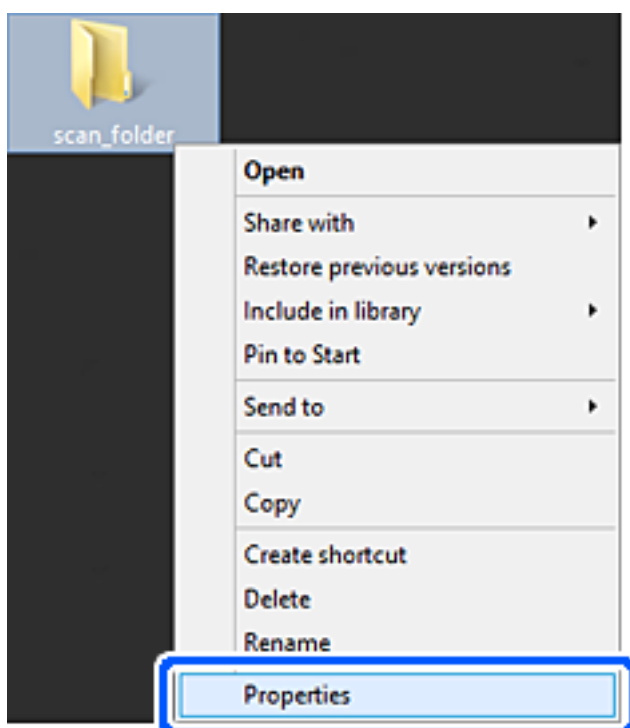 scan_folder
Open
Share with
Restore previous versions
Include in library
Pin to Start
Send to
Cut
Copy
Create shortcut
Delete
Rename
Properties